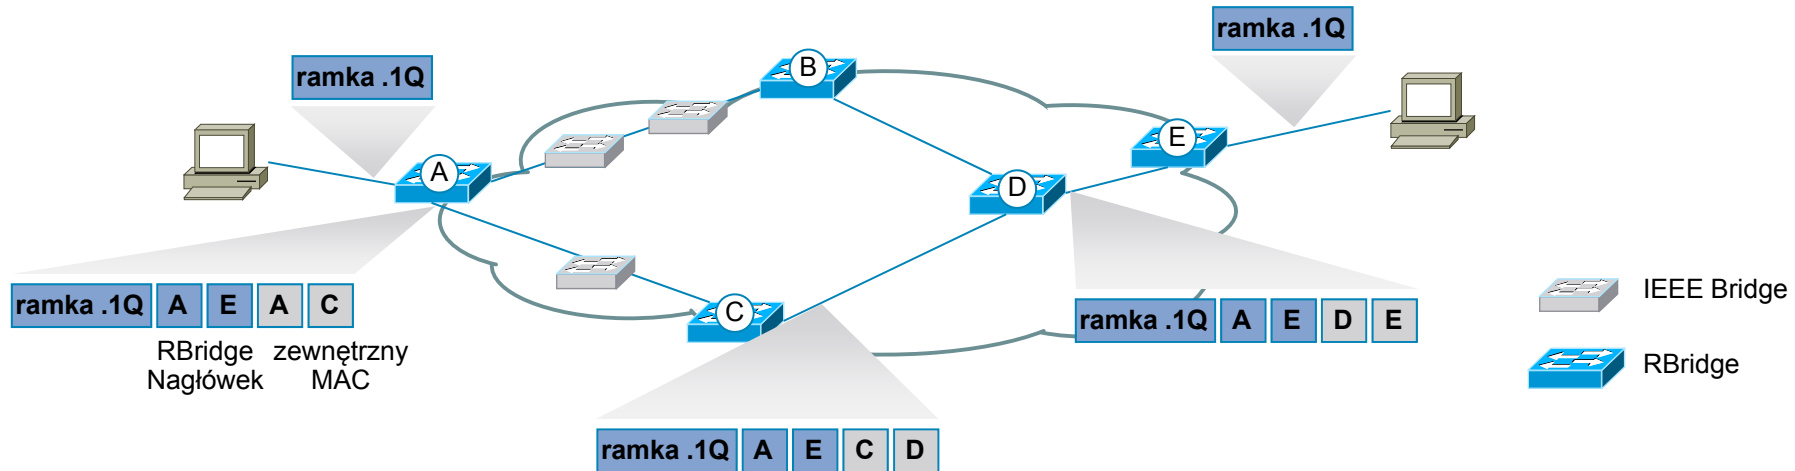 ramka .1Q
ramka .1Q
B
A
E
D
ramka .1Q A E A C
RBridge zewnętrzny
Nagłówek MAC
C
ramka .1Q A E D E
ramka .1Q A E C D
IEEE Bridge
RBridge